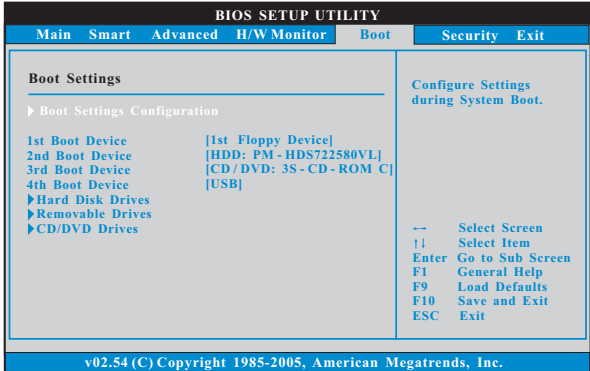 BIOS SETUP UTILITY
Main Smart Advanced H/W Monitor Boot Security Exit
Boot Settings
Boot Settings Configuration
1st Boot Device [1st Floppy Device]
2nd Boot Device [HDD: PM - HDS722580VL]
3rd Boot Device [CD / DVD: 3S - CD - ROM C]
4th Boot Device [USB]
Hard Disk Drives
Removable Drives
CD/DVD Drives
Configure Settings
during System Boot.
←→ Select Screen
↑↓ Select Item
Enter Go to Sub Screen
F1 General Help
F9 Load Defaults
F10 Save and Exit
ESC Exit
v02.54 (C) Copyright 1985-2005, American Megatrends, Inc.